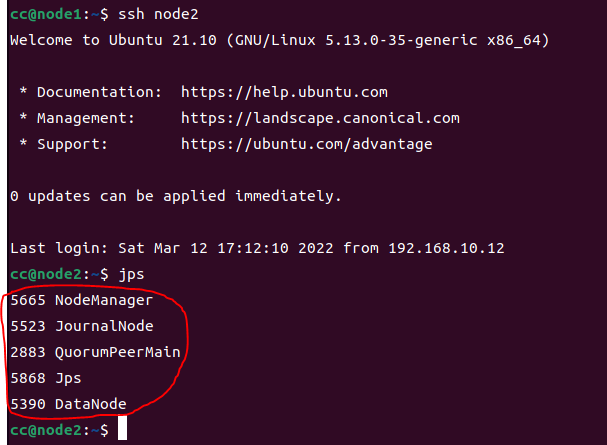 cc@node1:~$ ssh node2
Welcome to Ubuntu 21.10 (GNU/Linux 5.13.0-35-generic x86_64)
* Documentation:  https://help.ubuntu.com
* Management:     https://landscape.canonical.com
* Support:        https://ubuntu.com/advantage
0 updates can be applied immediately.
Last login: Sat Mar 12 17:12:10 2022 from 192.168.10.12
cc@node2:~$ jps
5665 NodeManager
5523 JournalNode
2883 QuorumPeerMain
5868 Jps
5390 DataNode
cc@node2:~$